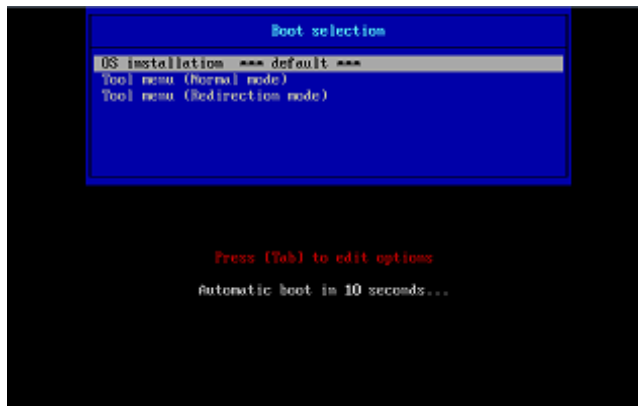 Boot selection
OS installation *** default ***
Tool menu (Normal mode)
Tool menu (Redirection mode)
Press [Tab] to edit options
Automatic boot in 10 seconds...